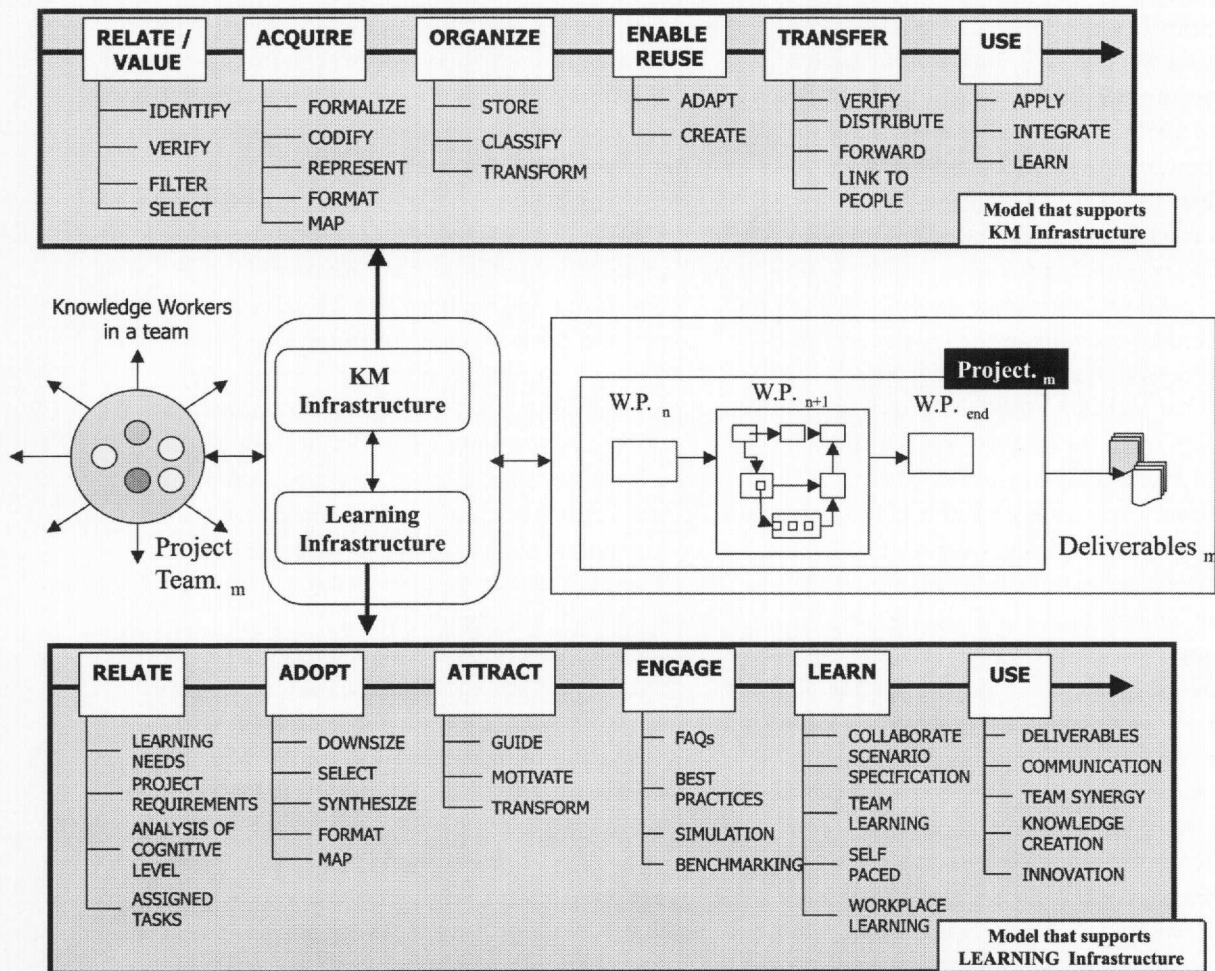 RELATE /
VALUE
IDENTIFY
VERIFY
FILTER
SELECT
ACQUIRE
FORMALIZE
CODIFY
REPRESENT
FORMAT
MAP
ORGANIZE
STORE
CLASSIFY
TRANSFORM
ENABLE
REUSE
ADAPT
CREATE
TRANSFER
VERIFY
DISTRIBUTE
FORWARD
LINK TO
PEOPLE
USE
APPLY
INTEGRATE
LEARN
Model that supports
KM Infrastructure
Knowledge Workers
in a team
Project
Team. m
KM
Infrastructure
Learning
Infrastructure
Project. m
W.P. n
W.P. n+1
W.P. end
Deliverables m
RELATE
LEARNING
NEEDS
PROJECT
REQUIREMENTS
ANALYSIS OF
COGNITIVE
LEVEL
ASSIGNED
TASKS
ADOPT
DOWNSIZE
SELECT
SYNTHESIZE
FORMAT
MAP
ATTRACT
GUIDE
MOTIVATE
TRANSFORM
ENGAGE
FAQs
BEST
PRACTICES
SIMULATION
BENCHMARKING
LEARN
COLLABORATE
SCENARIO
SPECIFICATION
TEAM
LEARNING
SELF
PACED
WORKPLACE
LEARNING
USE
DELIVERABLES
COMMUNICATION
TEAM SYNERGY
KNOWLEDGE
CREATION
INNOVATION
Model that supports
LEARNING Infrastructure